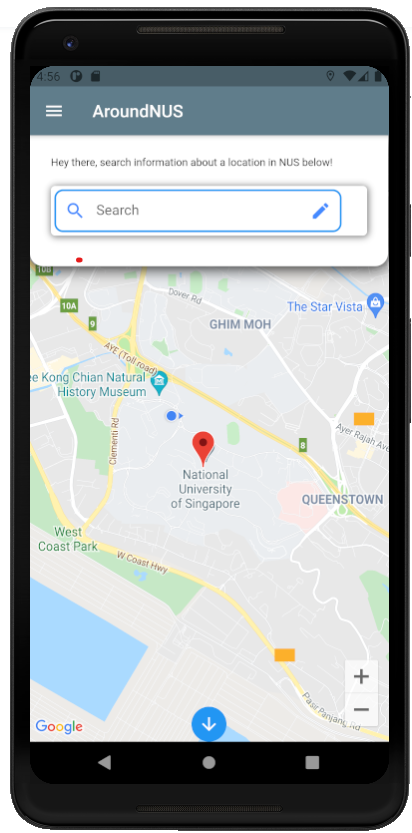 4:56
AroundNUS
Hey there, search information about a location in NUS below!
Search
10B
Dover Rd
The Star Vista
10A
9
GHIM MOH
AYE (Toll road)
ee Kong Chian Natural
History Museum
Clementi Rd
Ayer Rajah Ave
8
National
University
of Singapore
QUEENSTOWN
West
Coast Park
W Coast Hwy
Pasir Panjang Rd
Google